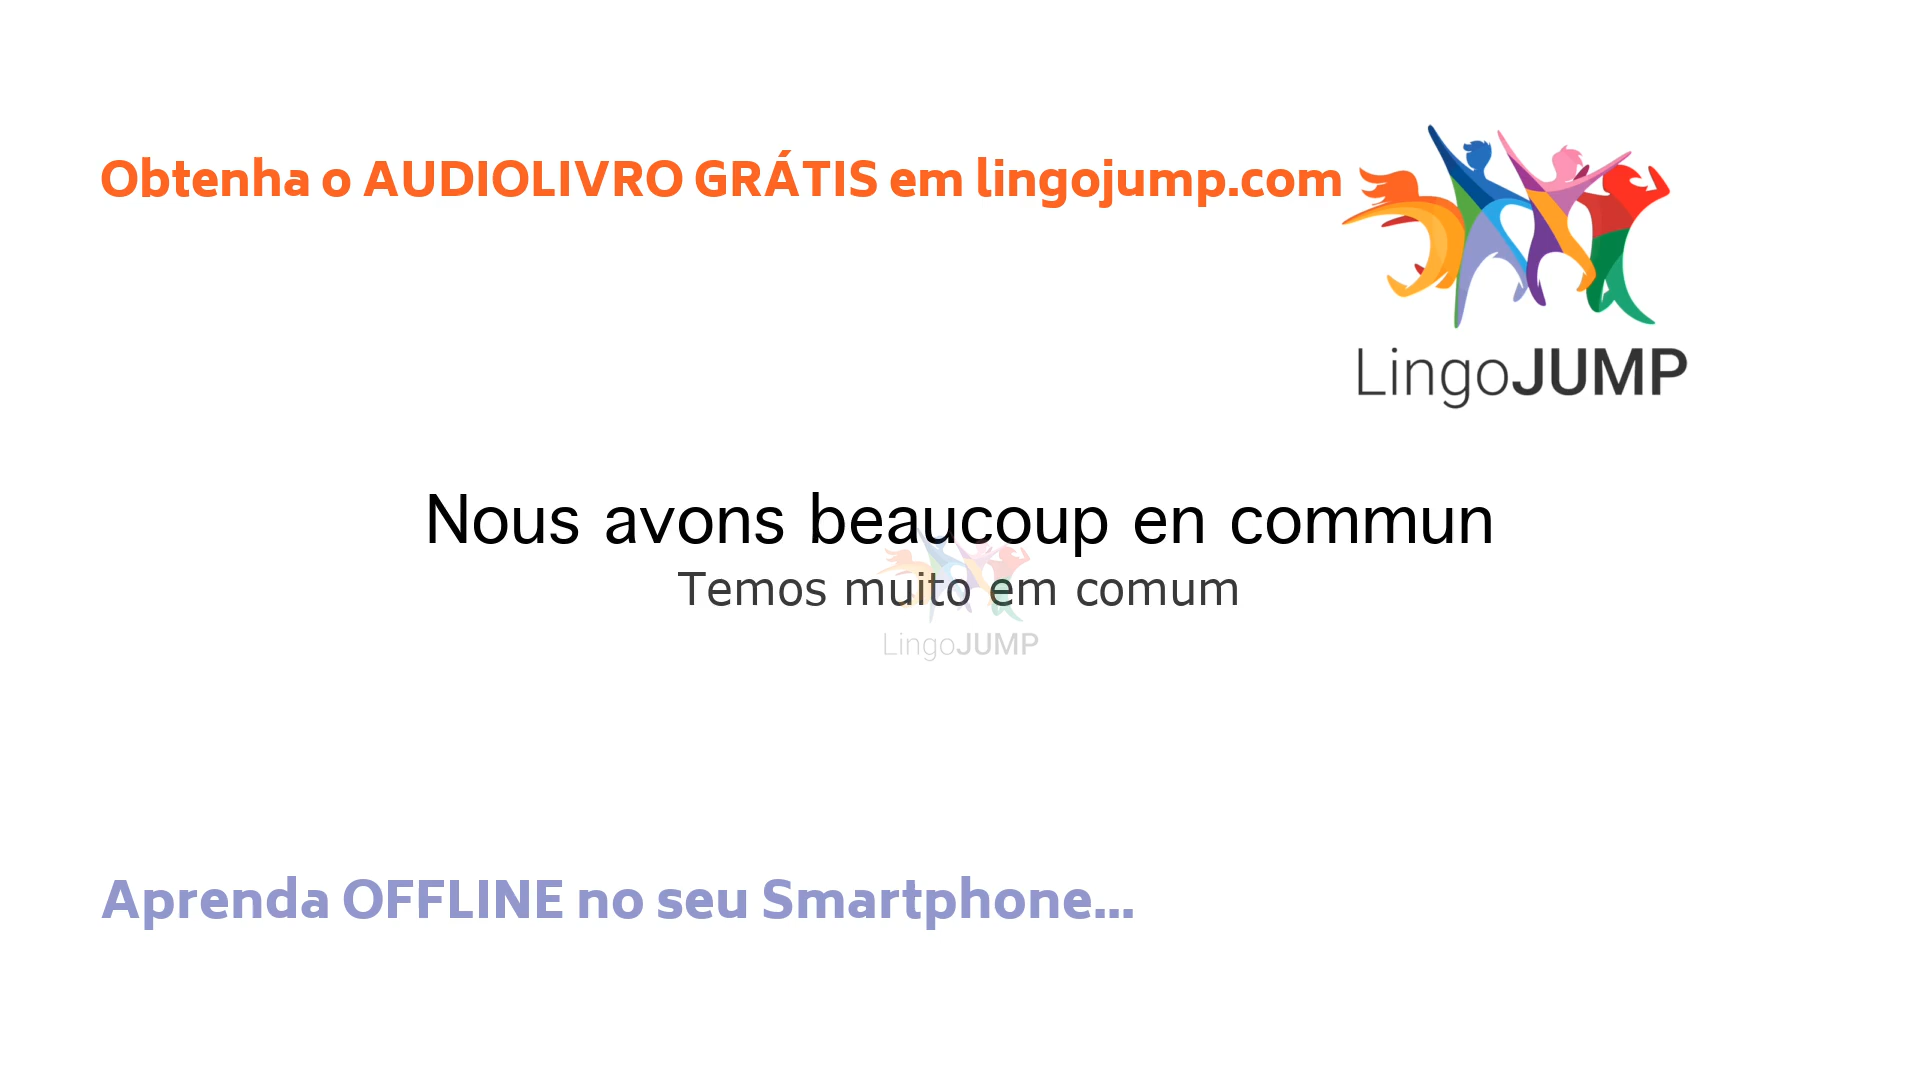 Obtenha o AUDIOLIVRO GRÁTIS em lingojump.com
LingoJUMP
Nous avons beaucoup en commun
Temos muito em comum
LingoJUMP
Aprenda OFFLINE no seu Smartphone...